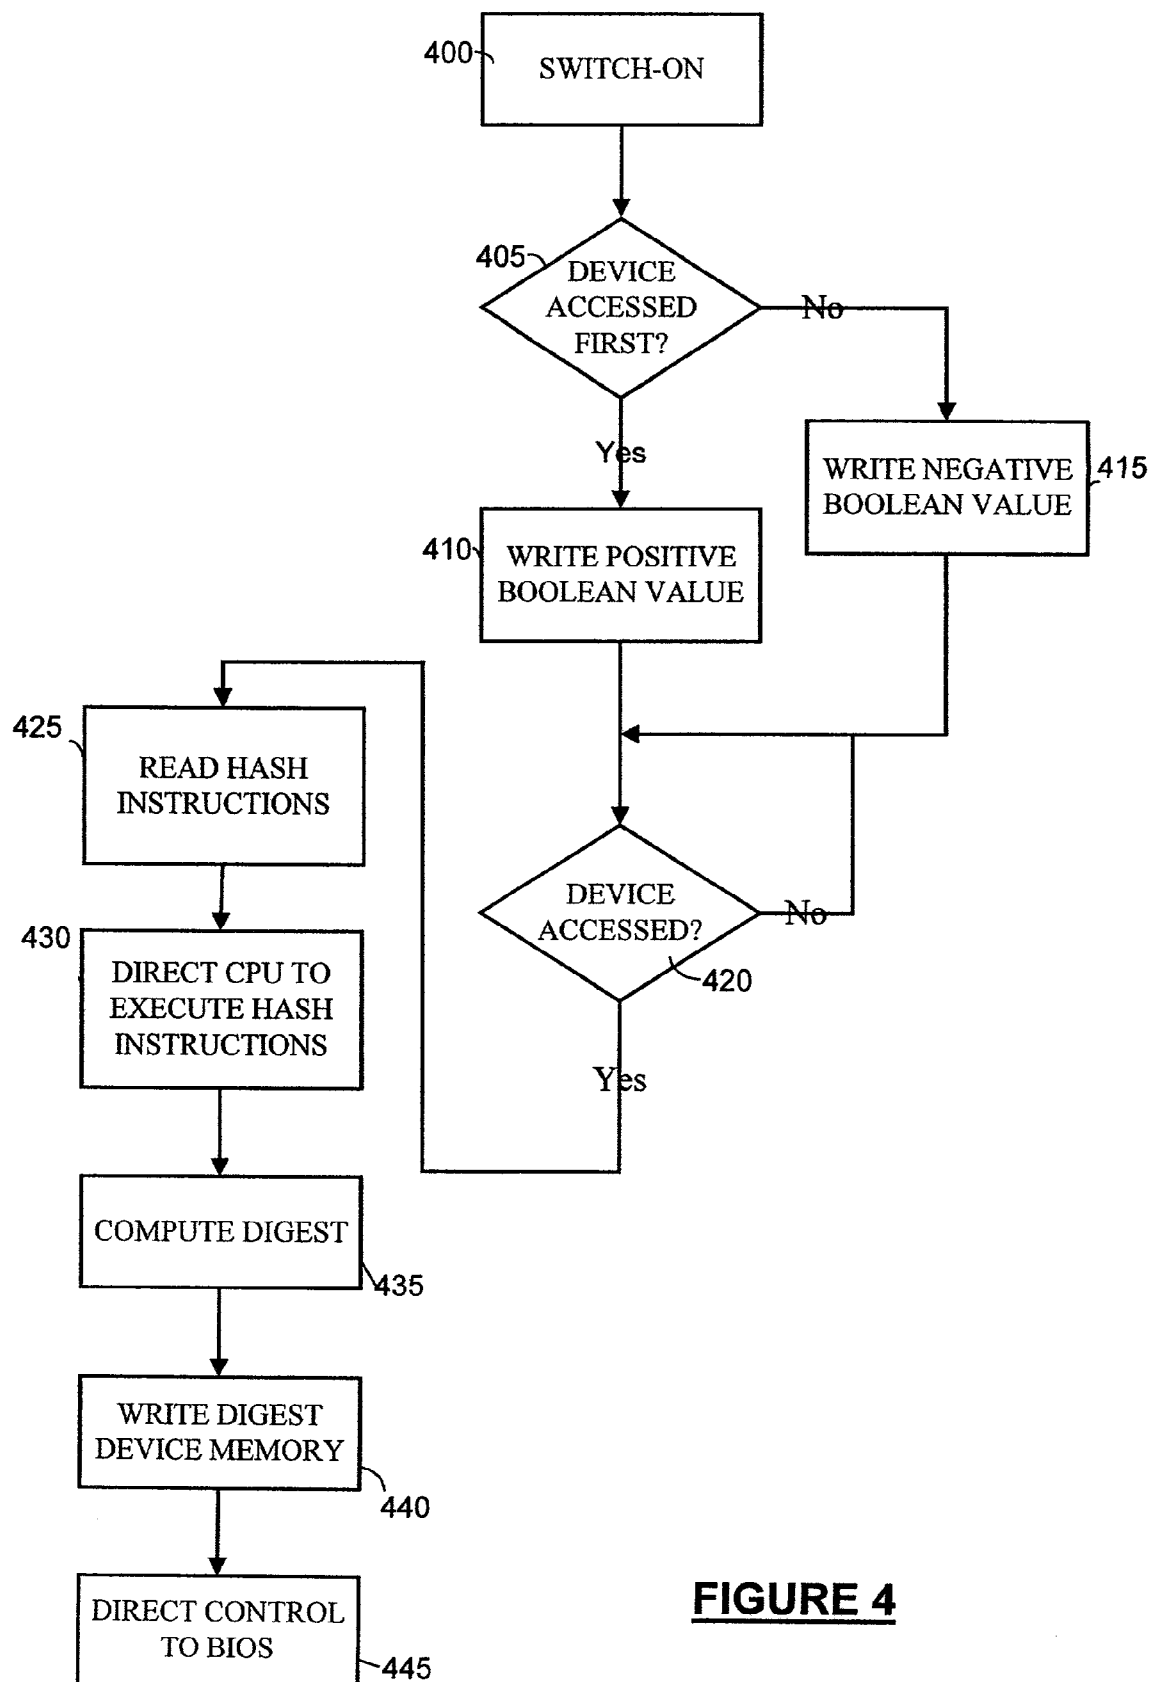 400
SWITCH-ON
405
DEVICE
ACCESSED
FIRST?
No
Yes
WRITE NEGATIVE
BOOLEAN VALUE
415
410
WRITE POSITIVE
BOOLEAN VALUE
425
READ HASH
INSTRUCTIONS
DEVICE
ACCESSED?
No
420
Yes
430
DIRECT CPU TO
EXECUTE HASH
INSTRUCTIONS
COMPUTE DIGEST
435
WRITE DIGEST
DEVICE MEMORY
440
DIRECT CONTROL
TO BIOS
445
FIGURE 4